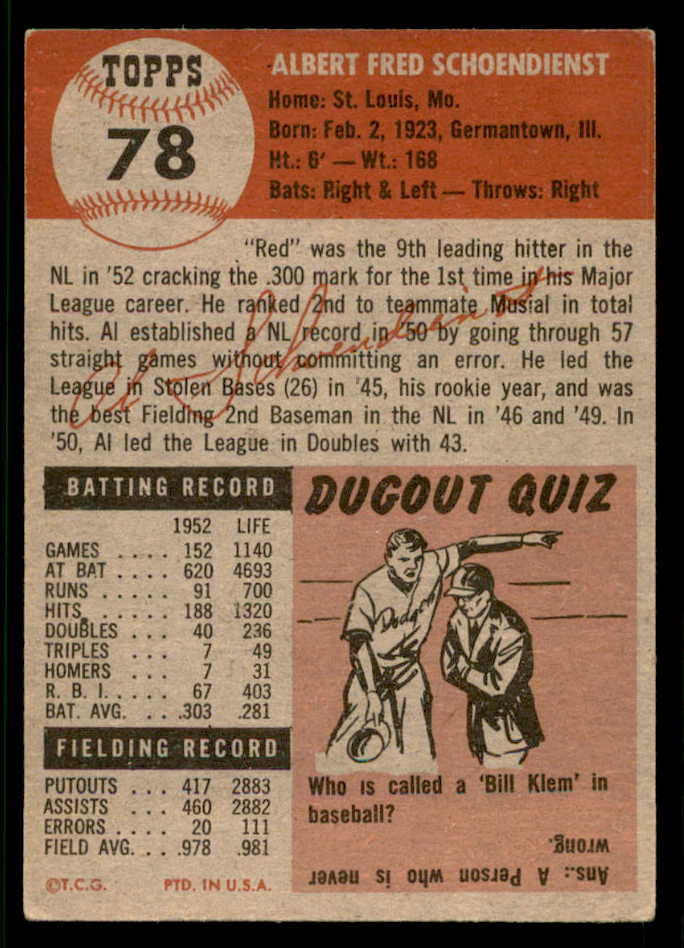 TOPPS
78
ALBERT FRED SCHOENDIENST
Home: St. Louis, Mo.
Born: Feb. 2, 1923, Germantown, Ill.
Ht.: 6' — Wt.: 168
Bats: Right & Left — Throws: Right
"Red" was the 9th leading hitter in the
NL in '52 cracking the .300 mark for the 1st time in his Major
League career. He ranked 2nd to teammate Musial in total
hits. Al established a NL record in '50 by going through 57
straight games without committing an error. He led the
League in Stolen Bases (26) in '45, his rookie year, and was
the best Fielding 2nd Baseman in the NL in '46 and '49. In
'50, Al led the League in Doubles with 43.
Al Schoendienst
BATTING RECORD
1952 LIFE
GAMES .... 152 1140
AT BAT .... 620 4693
RUNS ..... 91 700
HITS ..... 188 1320
DOUBLES ... 40 236
TRIPLES ... 7 49
HOMERS ... 7 31
R. B. I. .... 67 403
BAT. AVG. ... .303 .281
FIELDING RECORD
PUTOUTS ... 417 2883
ASSISTS ... 460 2882
ERRORS .... 20 111
FIELD AVG. ... .978 .981
©T.C.G. PTD. IN U.S.A.
DUGOUT QUIZ
Dodgers
Who is called a 'Bill Klem' in
baseball?
Ans.: A Person who is never
wrong.